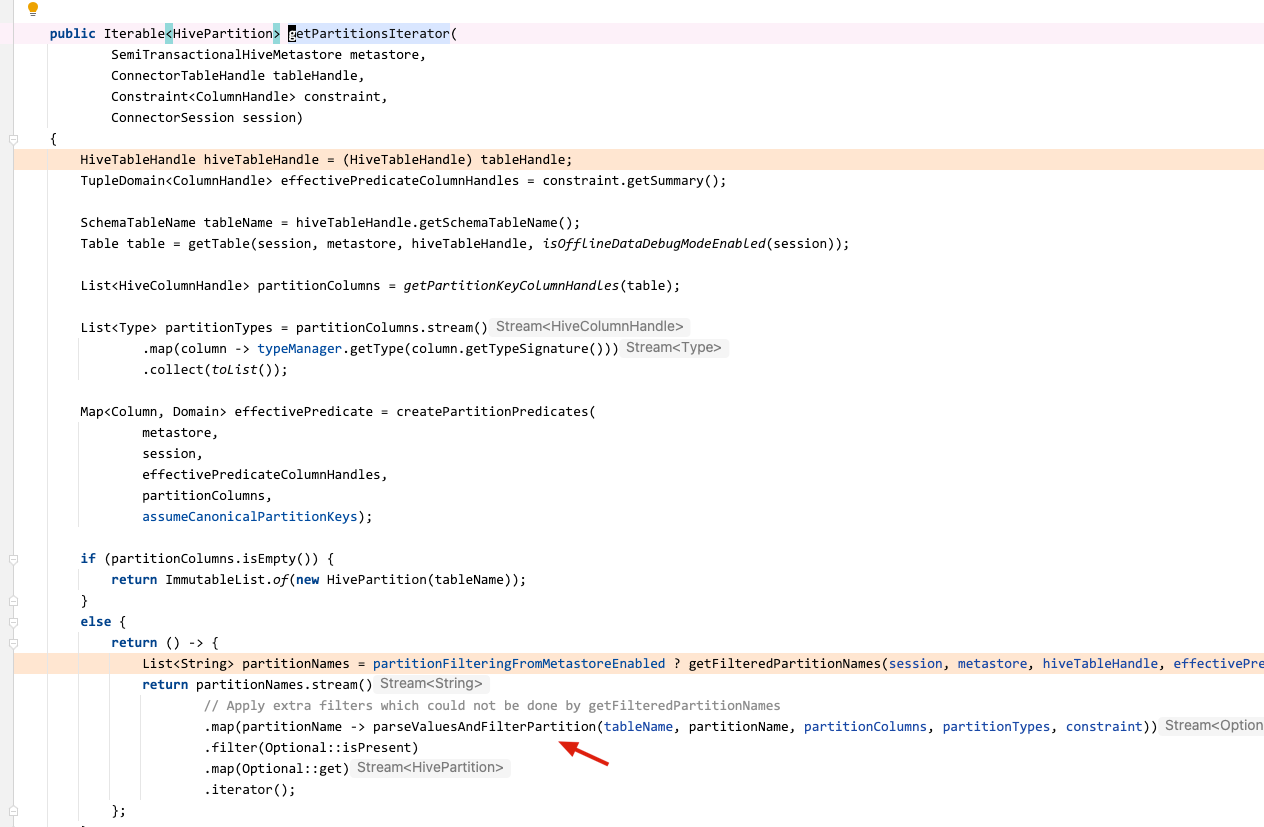 public Iterable<HivePartition> getPartitionsIterator(
SemiTransactionalHiveMetastore metastore,
ConnectorTableHandle tableHandle,
Constraint<ColumnHandle> constraint,
ConnectorSession session)
{
HiveTableHandle hiveTableHandle = (HiveTableHandle) tableHandle;
TupleDomain<ColumnHandle> effectivePredicateColumnHandles = constraint.getSummary();
SchemaTableName tableName = hiveTableHandle.getSchemaTableName();
Table table = getTable(session, metastore, hiveTableHandle, isOfflineDataDebugModeEnabled(session));
List<HiveColumnHandle> partitionColumns = getPartitionKeyColumnHandles(table);
List<Type> partitionTypes = partitionColumns.stream() Stream<HiveColumnHandle>
.map(column -> typeManager.getType(column.getTypeSignature())) Stream<Type>
.collect(toList());
Map<Column, Domain> effectivePredicate = createPartitionPredicates(
metastore,
session,
effectivePredicateColumnHandles,
partitionColumns,
assumeCanonicalPartitionKeys);
if (partitionColumns.isEmpty()) {
return ImmutableList.of(new HivePartition(tableName));
}
else {
return () -> {
List<String> partitionNames = partitionFilteringFromMetastoreEnabled ? getFilteredPartitionNames(session, metastore, hiveTableHandle, effectivePre
return partitionNames.stream() Stream<String>
// Apply extra filters which could not be done by getFilteredPartitionNames
.map(partitionName -> parseValuesAndFilterPartition(tableName, partitionName, partitionColumns, partitionTypes, constraint)) Stream<Option
.filter(Optional::isPresent)
.map(Optional::get) Stream<HivePartition>
.iterator();
};